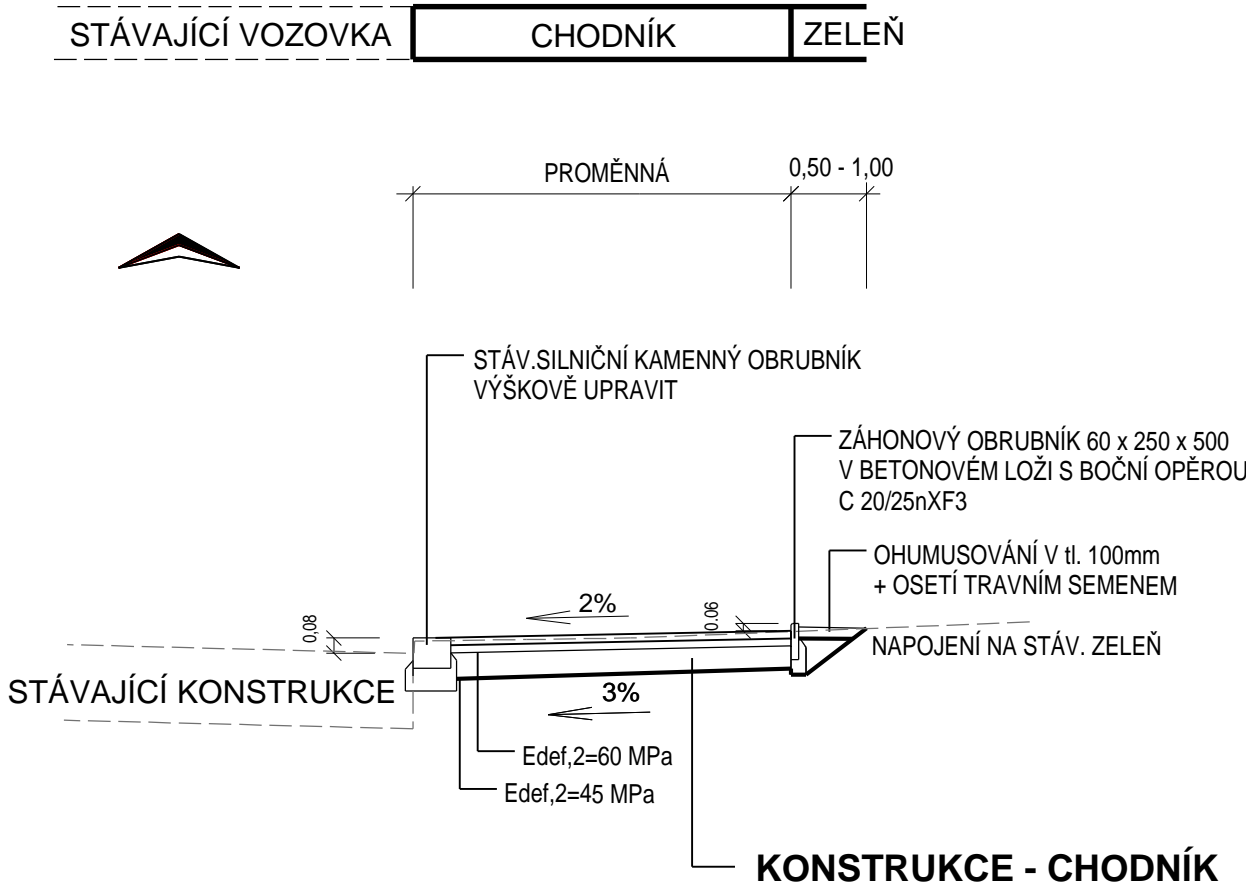 STÁVAJÍCÍ VOZOVKA
CHODNÍK
ZELEŇ
PROMĚNNÁ
0,50 - 1,00
STÁV.SILNIČNÍ KAMENNÝ OBRUBNÍK
VÝŠKOVĚ UPRAVIT
ZÁHONOVÝ OBRUBNÍK 60 x 250 x 500
V BETONOVÉM LOŽI S BOČNÍ OPĚROU
C 20/25nXF3
OHUMUSOVÁNÍ V tl. 100mm
+ OSETÍ TRAVNÍM SEMENEM
0,08
2%
0.06
NAPOJENÍ NA STÁV. ZELEŇ
STÁVAJÍCÍ KONSTRUKCE
3%
Edef,2=60 MPa
Edef,2=45 MPa
KONSTRUKCE - CHODNÍK